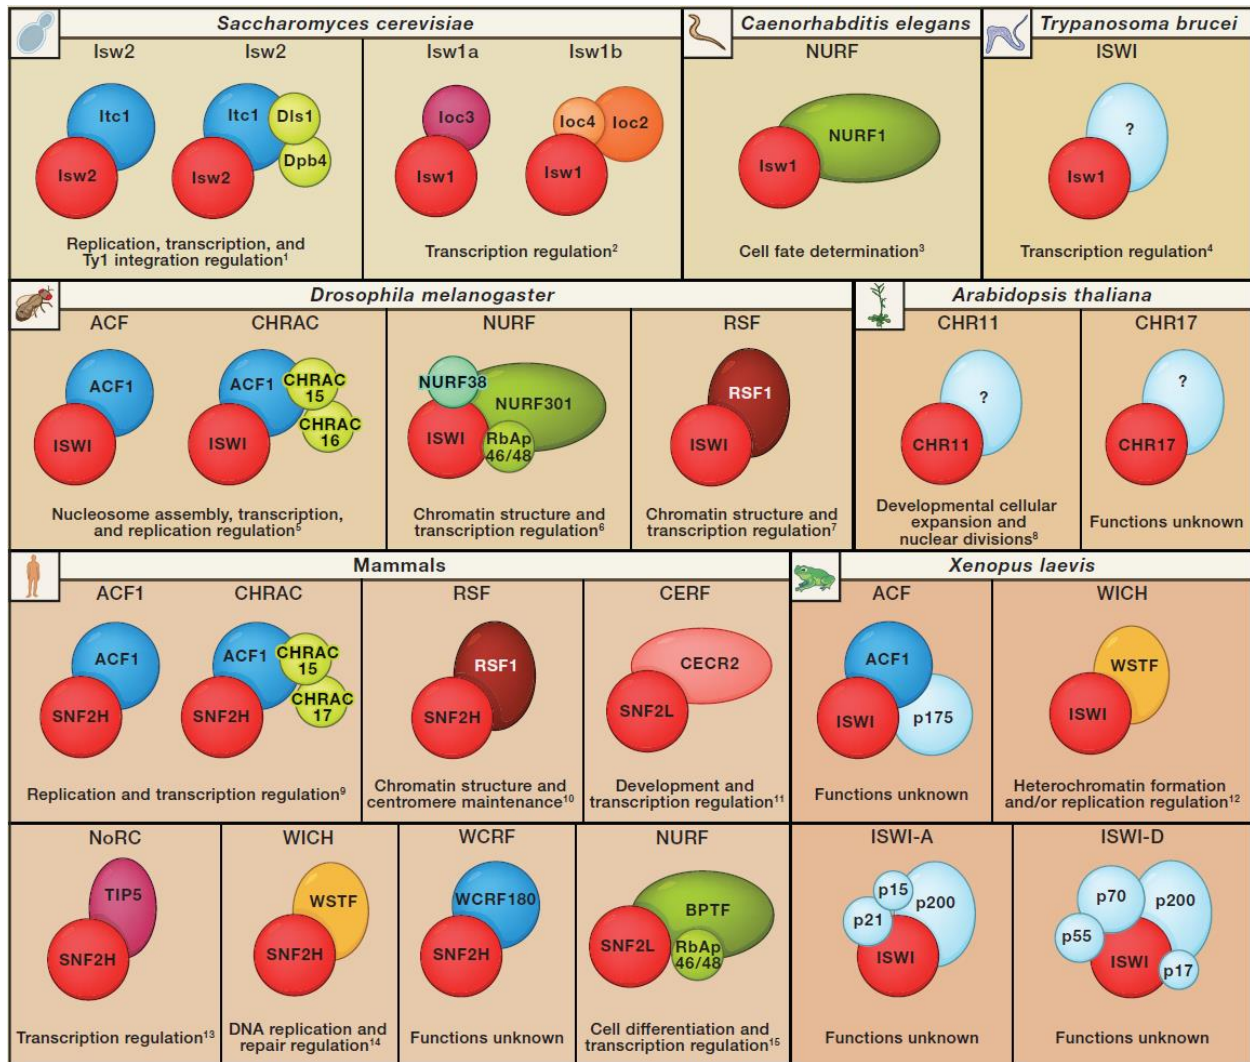 Saccharomyces cerevisiae
Isw2
Isw2
Isw1a
Isw1b
Itc1
Isw2
Itc1
Dls1
Dpb4
Isw2
Ioc3
Isw1
Ioc4
Ioc2
Isw1
Replication, transcription, and
Ty1 integration regulation1
Transcription regulation2
Caenorhabditis elegans
NURF
NURF1
Isw1
Cell fate determination3
Trypanosoma brucei
ISWI
?
Isw1
Transcription regulation4
Drosophila melanogaster
ACF
CHRAC
NURF
RSF
ACF1
ISWI
ACF1
CHRAC
15
CHRAC
16
ISWI
NURF38
NURF301
ISWI
RbAp
46/48
RSF1
ISWI
Nucleosome assembly, transcription,
and replication regulation5
Chromatin structure and
transcription regulation6
Chromatin structure and
transcription regulation7
Arabidopsis thaliana
CHR11
CHR17
?
CHR11
?
CHR17
Developmental cellular
expansion and
nuclear divisions8
Functions unknown
Mammals
ACF1
CHRAC
RSF
CERF
ACF1
SNF2H
ACF1
CHRAC
15
CHRAC
17
SNF2H
RSF1
SNF2H
CECR2
SNF2L
Replication and transcription regulation9
Chromatin structure and
centromere maintenance10
Development and
transcription regulation11
Xenopus laevis
ACF
WICH
ACF1
ISWI
p175
WSTF
ISWI
Functions unknown
Heterochromatin formation
and/or replication regulation12
NoRC
WICH
WCRF
NURF
TIP5
SNF2H
WSTF
SNF2H
WCRF180
SNF2H
BPTF
SNF2L
RbAp
46/48
Transcription regulation13
DNA replication and
repair regulation14
Functions unknown
Cell differentiation and
transcription regulation15
ISWI-A
ISWI-D
p15
p200
p21
ISWI
p70
p200
p55
ISWI
p17
Functions unknown
Functions unknown